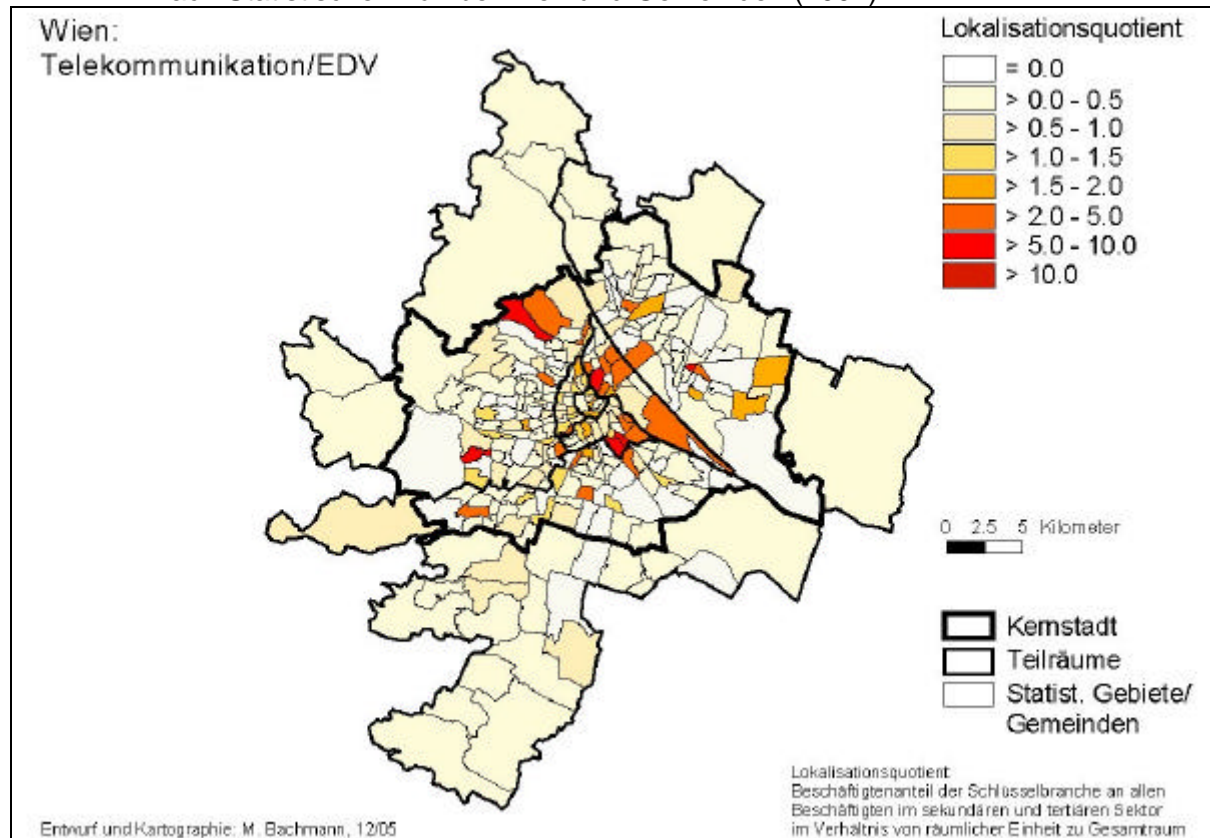 Wien:
Telekommunikation/EDV
Lokalisationsquotient
= 0.0
> 0.0 - 0.5
> 0.5 - 1.0
> 1.0 - 1.5
> 1.5 - 2.0
> 2.0 - 5.0
> 5.0 - 10.0
> 10.0
0 2.5 5 Kilometer
Kernstadt
Teilräume
Statist. Gebiete/
Gemeinden
Lokalisationsquotient
Beschäftigtenanteil der Schlüsselbranche an allen
Beschäftigten im sekundären und tertiären Sektor
im Verhältnis von räumlicher Einheit zu Gesamtraum
Entwurf und Kartographie: M. Bachmann, 12/05